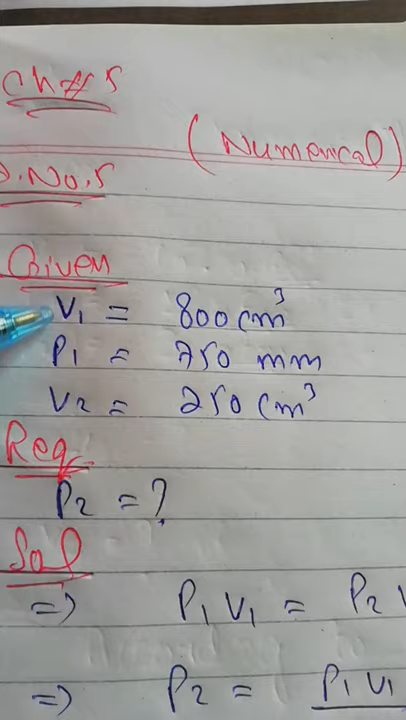 Ch # 5
(Numerical)
Q.No.5
Given
V₁ = 800 cm³
P₁ = 750 mm
V₂ = 250 cm³
Req
P₂ = ?
Sol
=> P₁ V₁ = P₂ V
=> P₂ = P₁ V₁